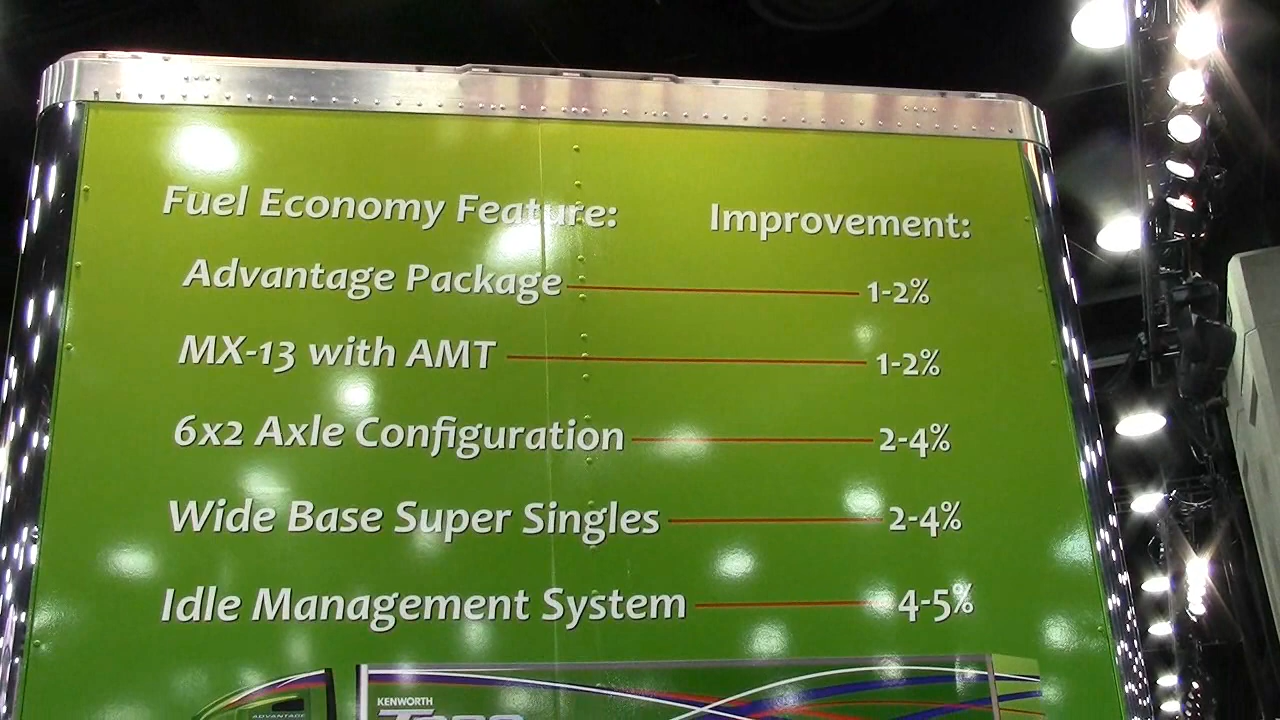 Fuel Economy Feature: Improvement:
Advantage Package 1-2%
MX-13 with AMT 1-2%
6x2 Axle Configuration 2-4%
Wide Base Super Singles 2-4%
Idle Management System 4-5%
KENWORTH
ADVANTAGE